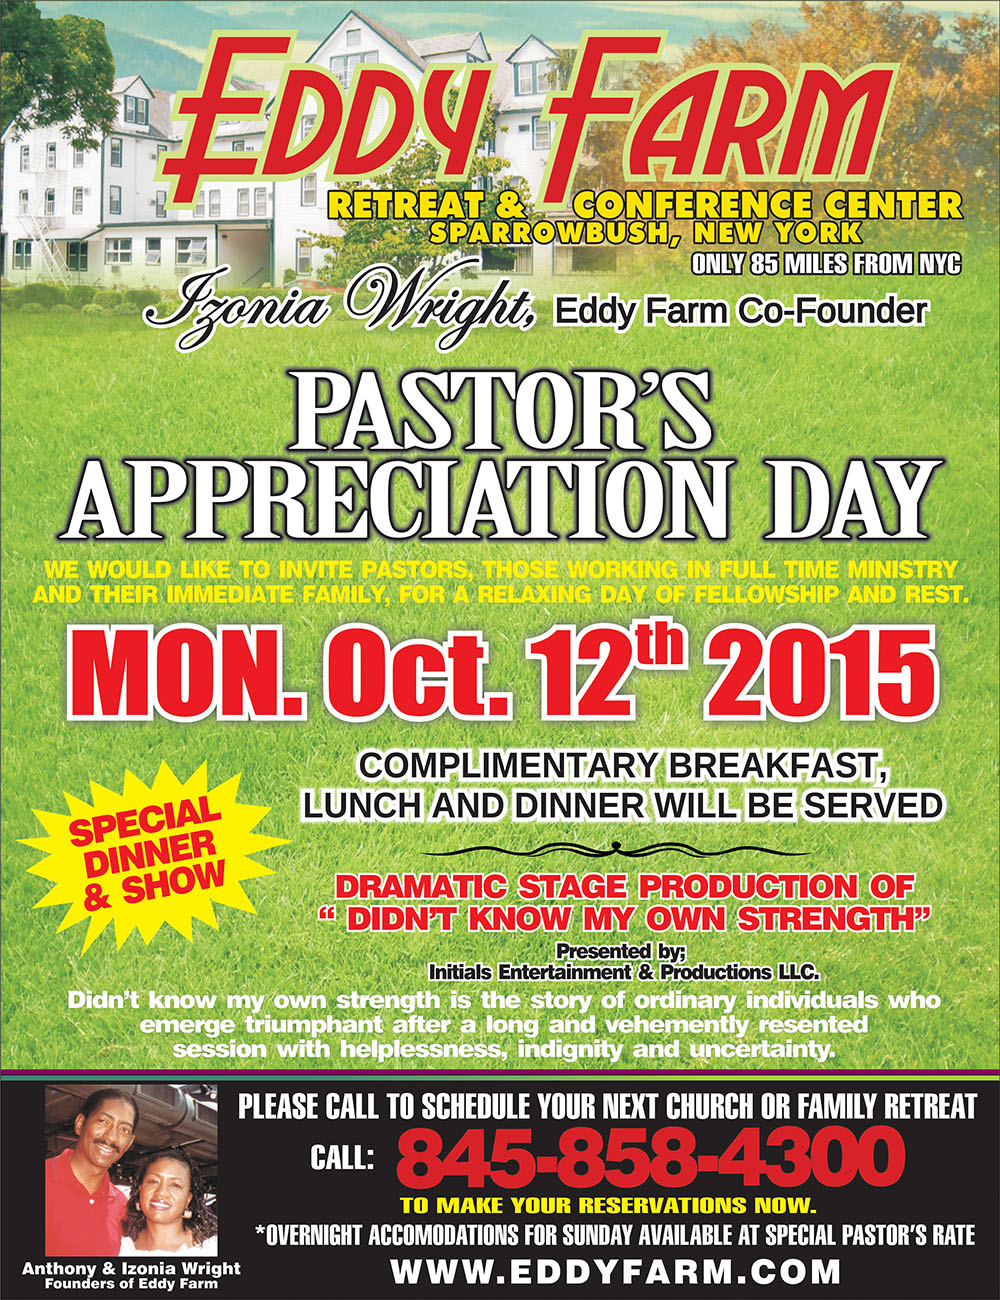 EDDY FARM
RETREAT & CONFERENCE CENTER
SPARROWBUSH, NEW YORK
ONLY 85 MILES FROM NYC
Izonia Wright, Eddy Farm Co-Founder
PASTOR'S
APPRECIATION DAY
WE WOULD LIKE TO INVITE PASTORS, THOSE WORKING IN FULL TIME MINISTRY
AND THEIR IMMEDIATE FAMILY, FOR A RELAXING DAY OF FELLOWSHIP AND REST.
MON. Oct. 12th 2015
COMPLIMENTARY BREAKFAST,
LUNCH AND DINNER WILL BE SERVED
SPECIAL
DINNER
& SHOW
DRAMATIC STAGE PRODUCTION OF
“ DIDN'T KNOW MY OWN STRENGTH”
Presented by;
Initials Entertainment & Productions LLC.
Didn't know my own strength is the story of ordinary individuals who
emerge triumphant after a long and vehemently resented
session with helplessness, indignity and uncertainty.
PLEASE CALL TO SCHEDULE YOUR NEXT CHURCH OR FAMILY RETREAT
CALL: 845-858-4300
TO MAKE YOUR RESERVATIONS NOW.
*OVERNIGHT ACCOMODATIONS FOR SUNDAY AVAILABLE AT SPECIAL PASTOR'S RATE
WWW.EDDYFARM.COM
Anthony & Izonia Wright
Founders of Eddy Farm